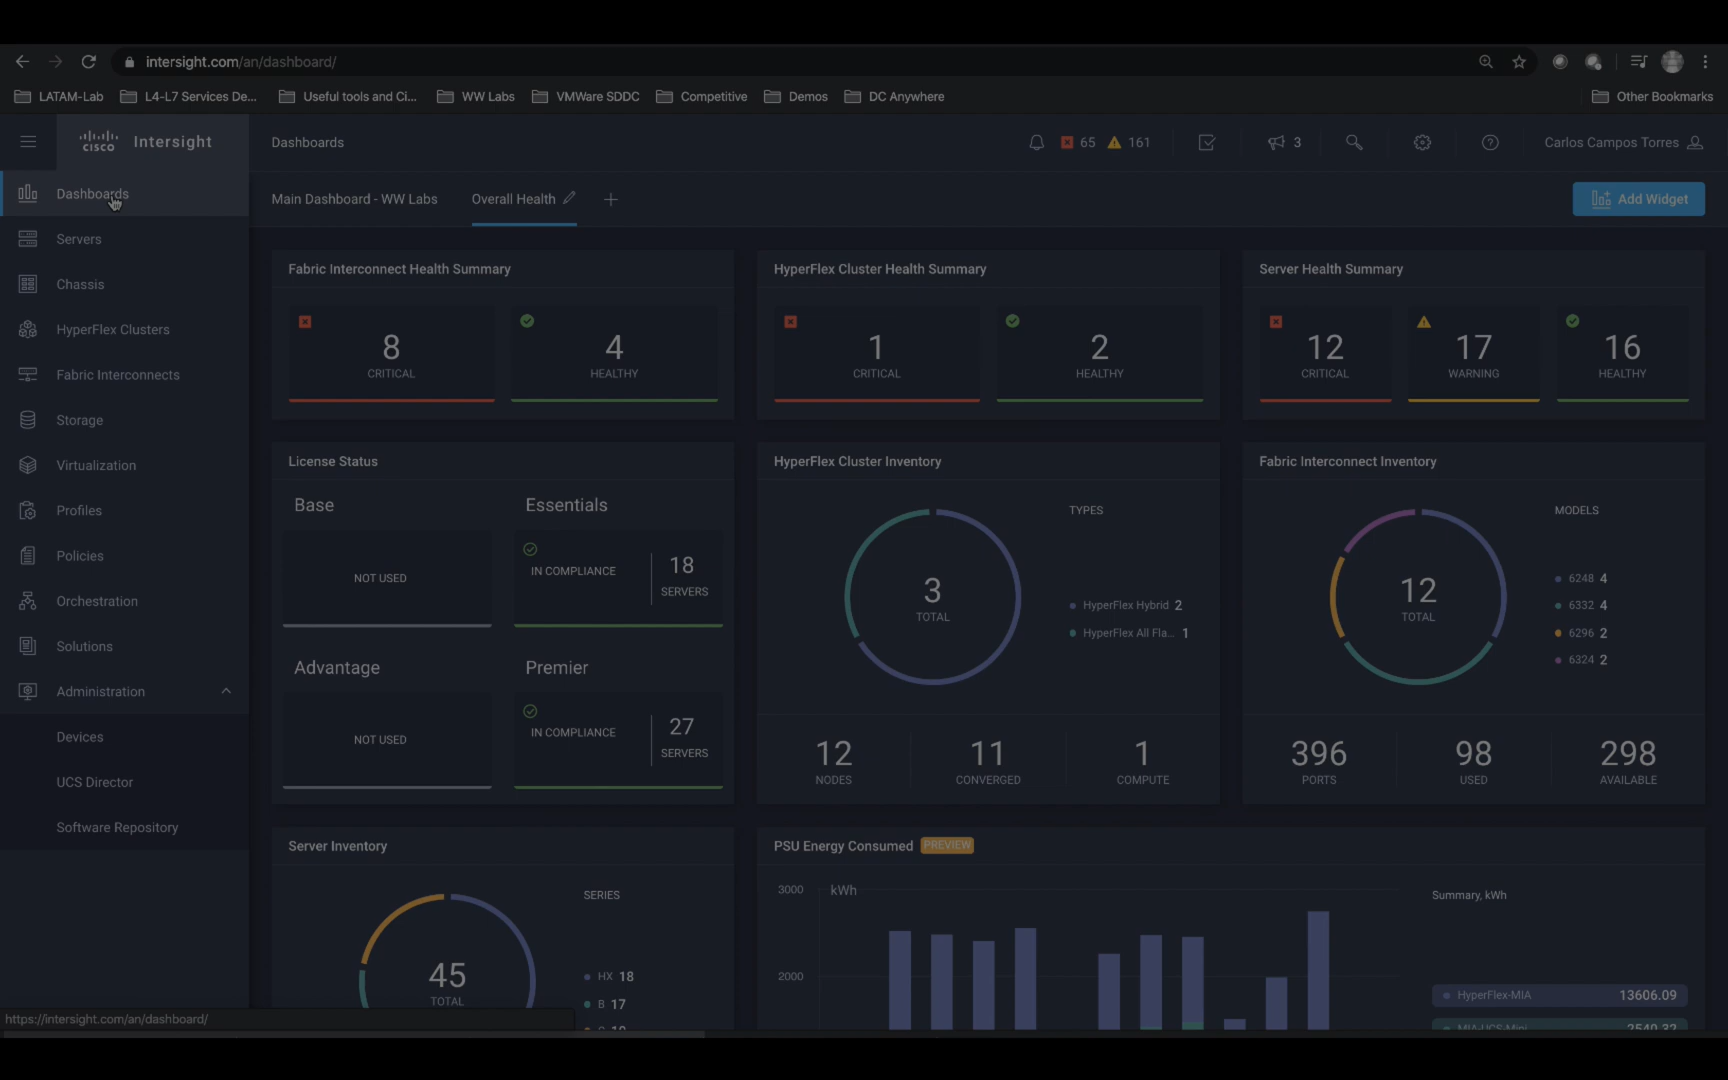 intersight.com/an/dashboard/
LATAM-Lab
L4-L7 Services De...
Useful tools and Ci...
WW Labs
VMWare SDDC
Competitive
Demos
DC Anywhere
Other Bookmarks
CISCO
Intersight
Dashboards
65
161
3
Carlos Campos Torres
Dashboards
Servers
Chassis
HyperFlex Clusters
Fabric Interconnects
Storage
Virtualization
Profiles
Policies
Orchestration
Solutions
Administration
Devices
UCS Director
Software Repository
Main Dashboard - WW Labs
Overall Health
Add Widget
Fabric Interconnect Health Summary
8
CRITICAL
4
HEALTHY
HyperFlex Cluster Health Summary
1
CRITICAL
2
HEALTHY
Server Health Summary
12
CRITICAL
17
WARNING
16
HEALTHY
License Status
Base
NOT USED
Essentials
IN COMPLIANCE
18
SERVERS
Advantage
NOT USED
Premier
IN COMPLIANCE
27
SERVERS
HyperFlex Cluster Inventory
3
TOTAL
TYPES
HyperFlex Hybrid 2
HyperFlex All Fla... 1
12
NODES
11
CONVERGED
1
COMPUTE
Fabric Interconnect Inventory
12
TOTAL
MODELS
6248 4
6332 4
6296 2
6324 2
396
PORTS
98
USED
298
AVAILABLE
Server Inventory
45
TOTAL
SERIES
HX 18
B 17
PSU Energy Consumed PREVIEW
3000
kWh
2000
Summary, kWh
HyperFlex-MIA 13606.09
MIA-UCS-Mini 2540.32
https://intersight.com/an/dashboard/